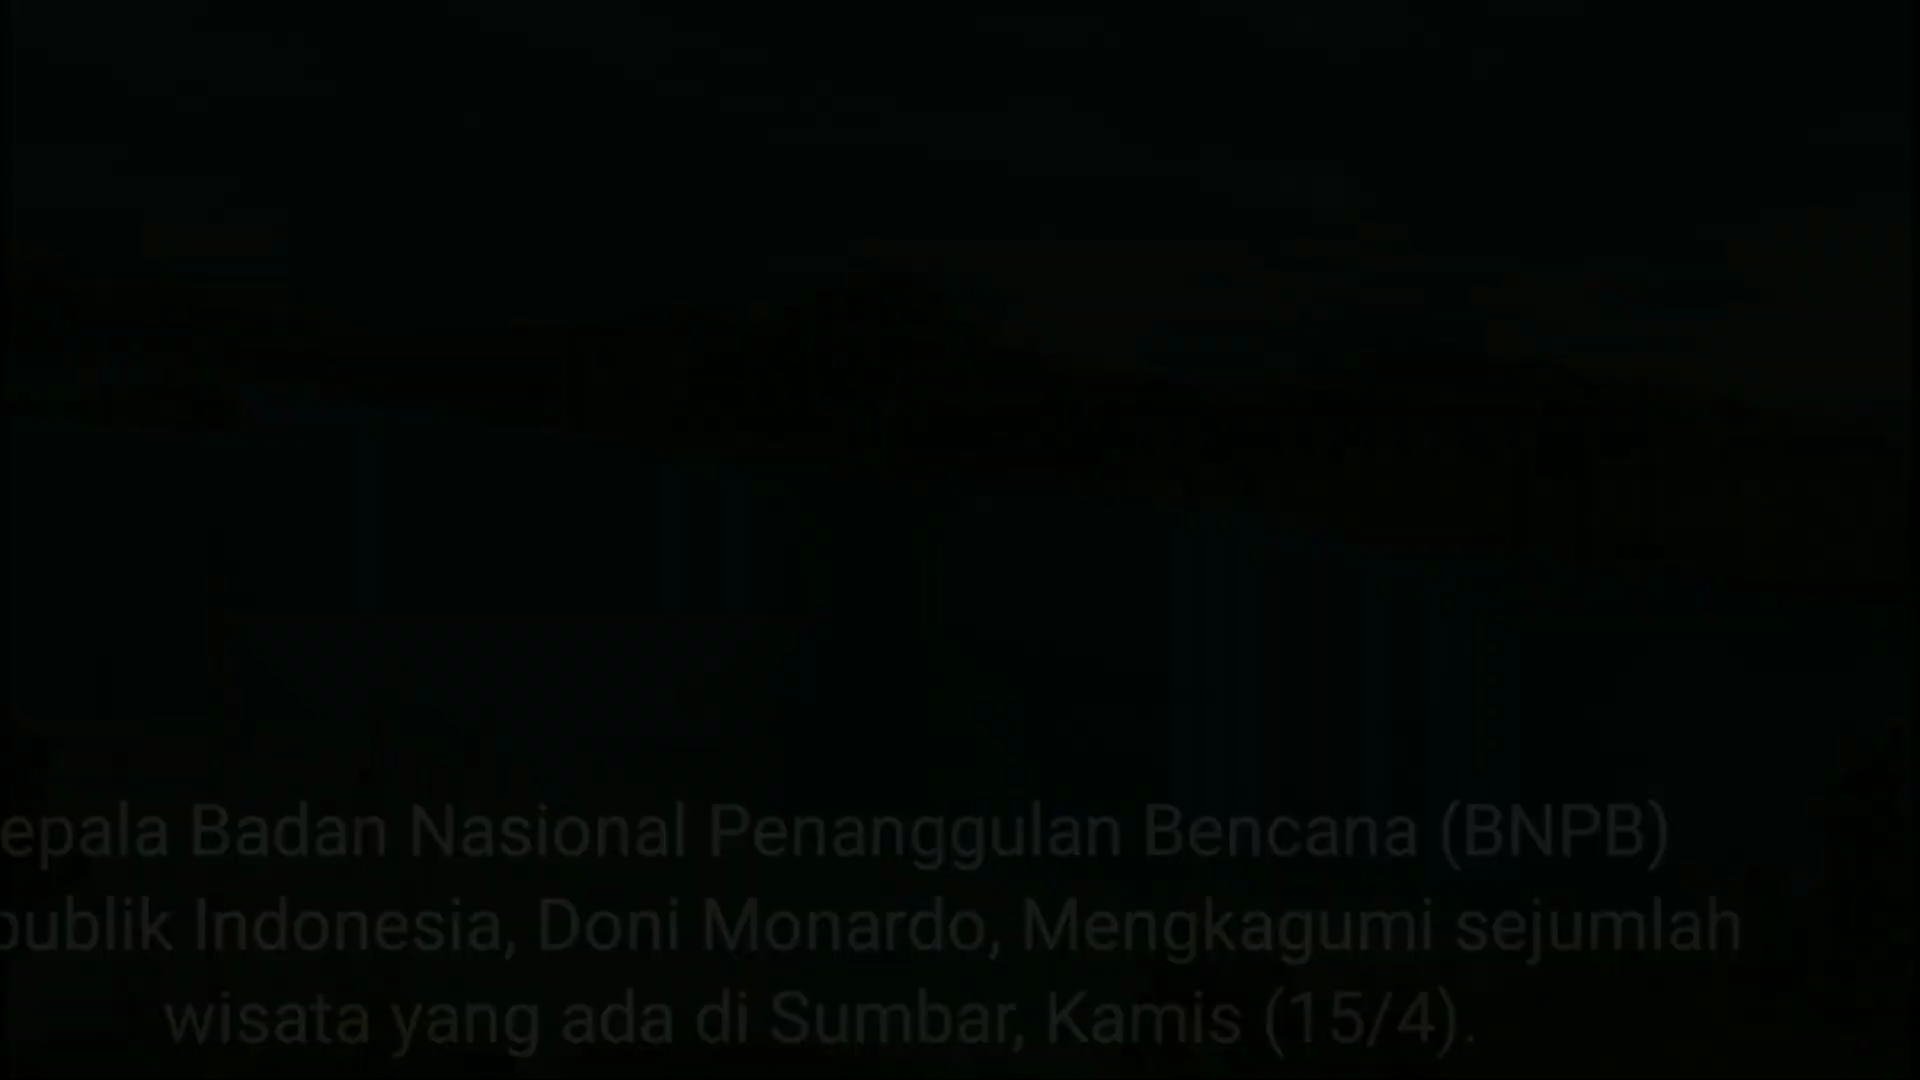 epala Badan Nasional Penanggulan Bencana (BNPB)
publik Indonesia, Doni Monardo, Mengkagumi sejumlah
wisata yang ada di Sumbar, Kamis (15/4).